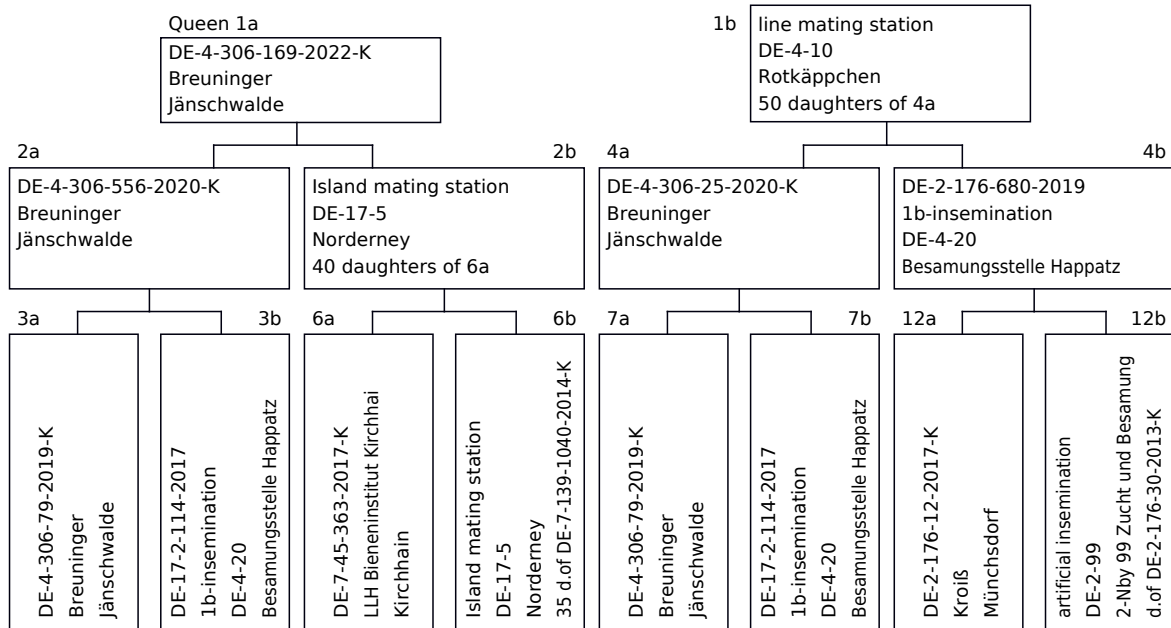 Queen 1a
DE-4-306-169-2022-K
Breuninger
Jänschwalde
1b
line mating station
DE-4-10
Rotkäppchen
50 daughters of 4a
2a
DE-4-306-556-2020-K
Breuninger
Jänschwalde
2b
Island mating station
DE-17-5
Norderney
40 daughters of 6a
4a
DE-4-306-25-2020-K
Breuninger
Jänschwalde
4b
DE-2-176-680-2019
1b-insemination
DE-4-20
Besamungsstelle Happatz
3a
DE-4-306-79-2019-K
Breuninger
Jänschwalde
3b
DE-17-2-114-2017
1b-insemination
DE-4-20
Besamungsstelle Happatz
6a
DE-7-45-363-2017-K
LLH Bieneninstitut Kirchhai
Kirchhain
6b
Island mating station
DE-17-5
Norderney
35 d.of DE-7-139-1040-2014-K
7a
DE-4-306-79-2019-K
Breuninger
Jänschwalde
7b
DE-17-2-114-2017
1b-insemination
DE-4-20
Besamungsstelle Happatz
12a
DE-2-176-12-2017-K
Kroiß
Münchsdorf
12b
artificial insemination
DE-2-99
2-Nby 99 Zucht und Besamung
d.of DE-2-176-30-2013-K